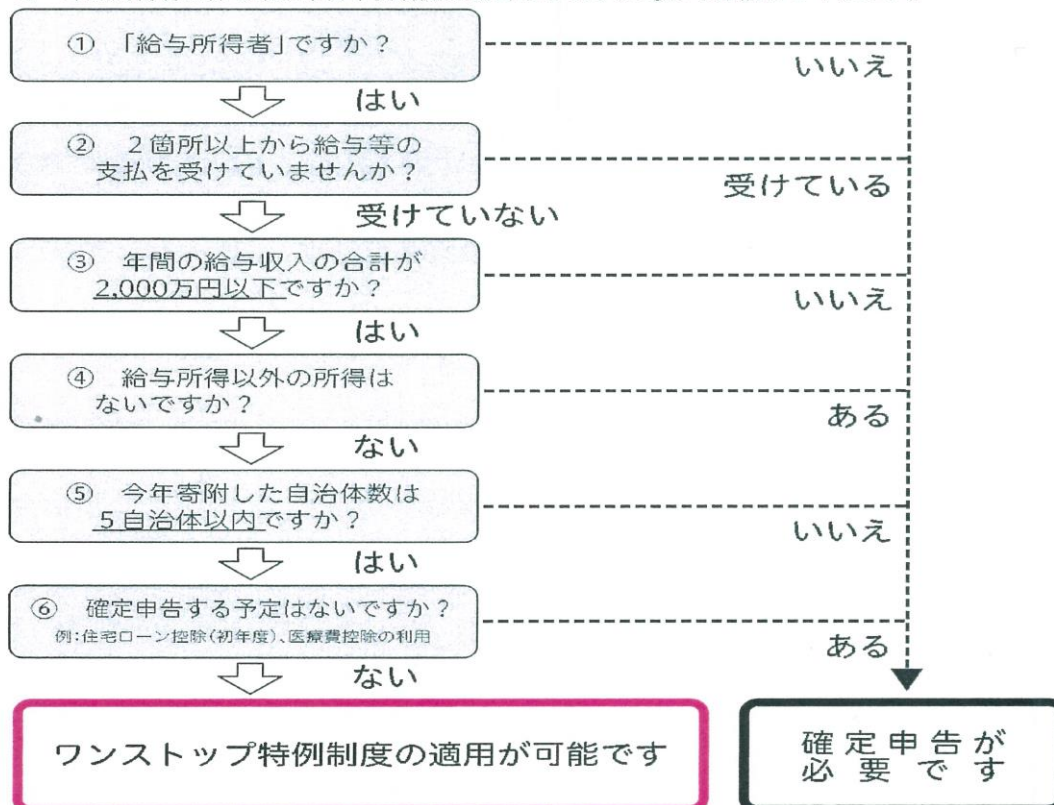 ① 「給与所得者」ですか？
いいえ
はい
② 2箇所以上から給与等の
支払を受けていませんか？
受けている
受けていない
③ 年間の給与収入の合計が
2,000万円以下ですか？
いいえ
はい
④ 給与所得以外の所得は
ないですか？
ある
ない
⑤ 今年寄附した自治体数は
5自治体以内ですか？
いいえ
はい
⑥ 確定申告する予定はないですか？
例：住宅ローン控除(初年度)、医療費控除の利用
ある
ない
ワンストップ特例制度の適用が可能です
確定申告が
必要です